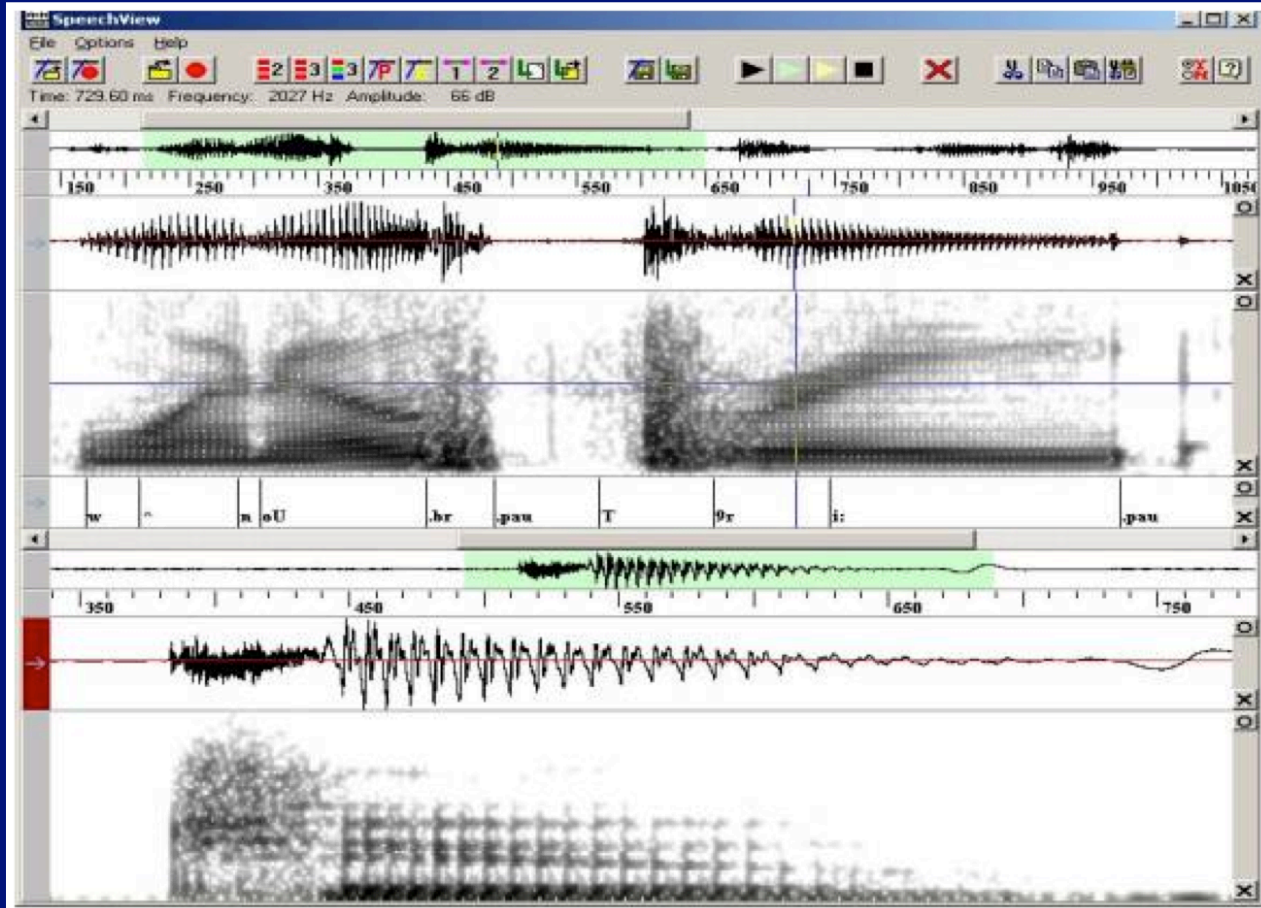 SpeechView
File Options Help
2 3 3 P 1 2
Time: 729.60 ms Frequency: 2027 Hz Amplitude: 66 dB
150 250 350 450 550 650 750 850 950 1050
w ^ n oU .br .pau T 9r i: .pau
350 450 550 650 750